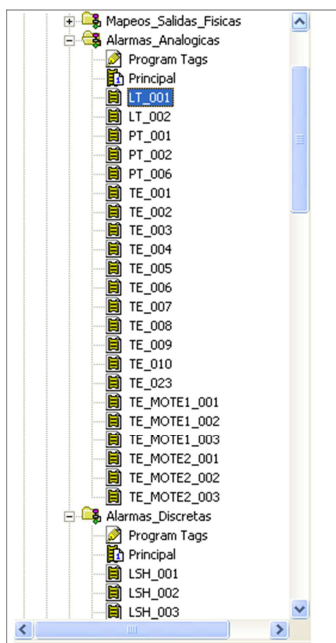 Mapeos_Salidas_Fisicas
Alarmas_Analogicas
Program Tags
Principal
LT_001
LT_002
PT_001
PT_002
PT_006
TE_001
TE_002
TE_003
TE_004
TE_005
TE_006
TE_007
TE_008
TE_009
TE_010
TE_023
TE_MOTE1_001
TE_MOTE1_002
TE_MOTE1_003
TE_MOTE2_001
TE_MOTE2_002
TE_MOTE2_003
Alarmas_Discretas
Program Tags
Principal
LSH_001
LSH_002
LSH_003